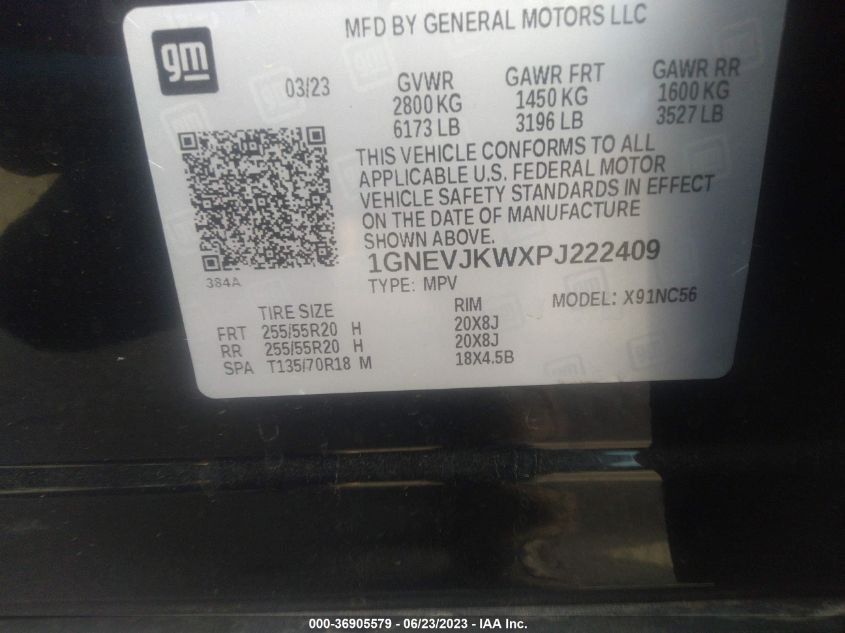 gm
MFD BY GENERAL MOTORS LLC
03/23
GVWR GAWR FRT GAWR RR
2800 KG 1450 KG 1600 KG
6173 LB 3196 LB 3527 LB
THIS VEHICLE CONFORMS TO ALL
APPLICABLE U.S. FEDERAL MOTOR
VEHICLE SAFETY STANDARDS IN EFFECT
ON THE DATE OF MANUFACTURE
SHOWN ABOVE.
1GNEVJKWXPJ222409
384A
TYPE: MPV MODEL: X91NC56
TIRE SIZE RIM
FRT 255/55R20 H 20X8J
RR 255/55R20 H 20X8J
SPA T135/70R18 M 18X4.5B
000-36905579 - 06/23/2023 - IAA Inc.